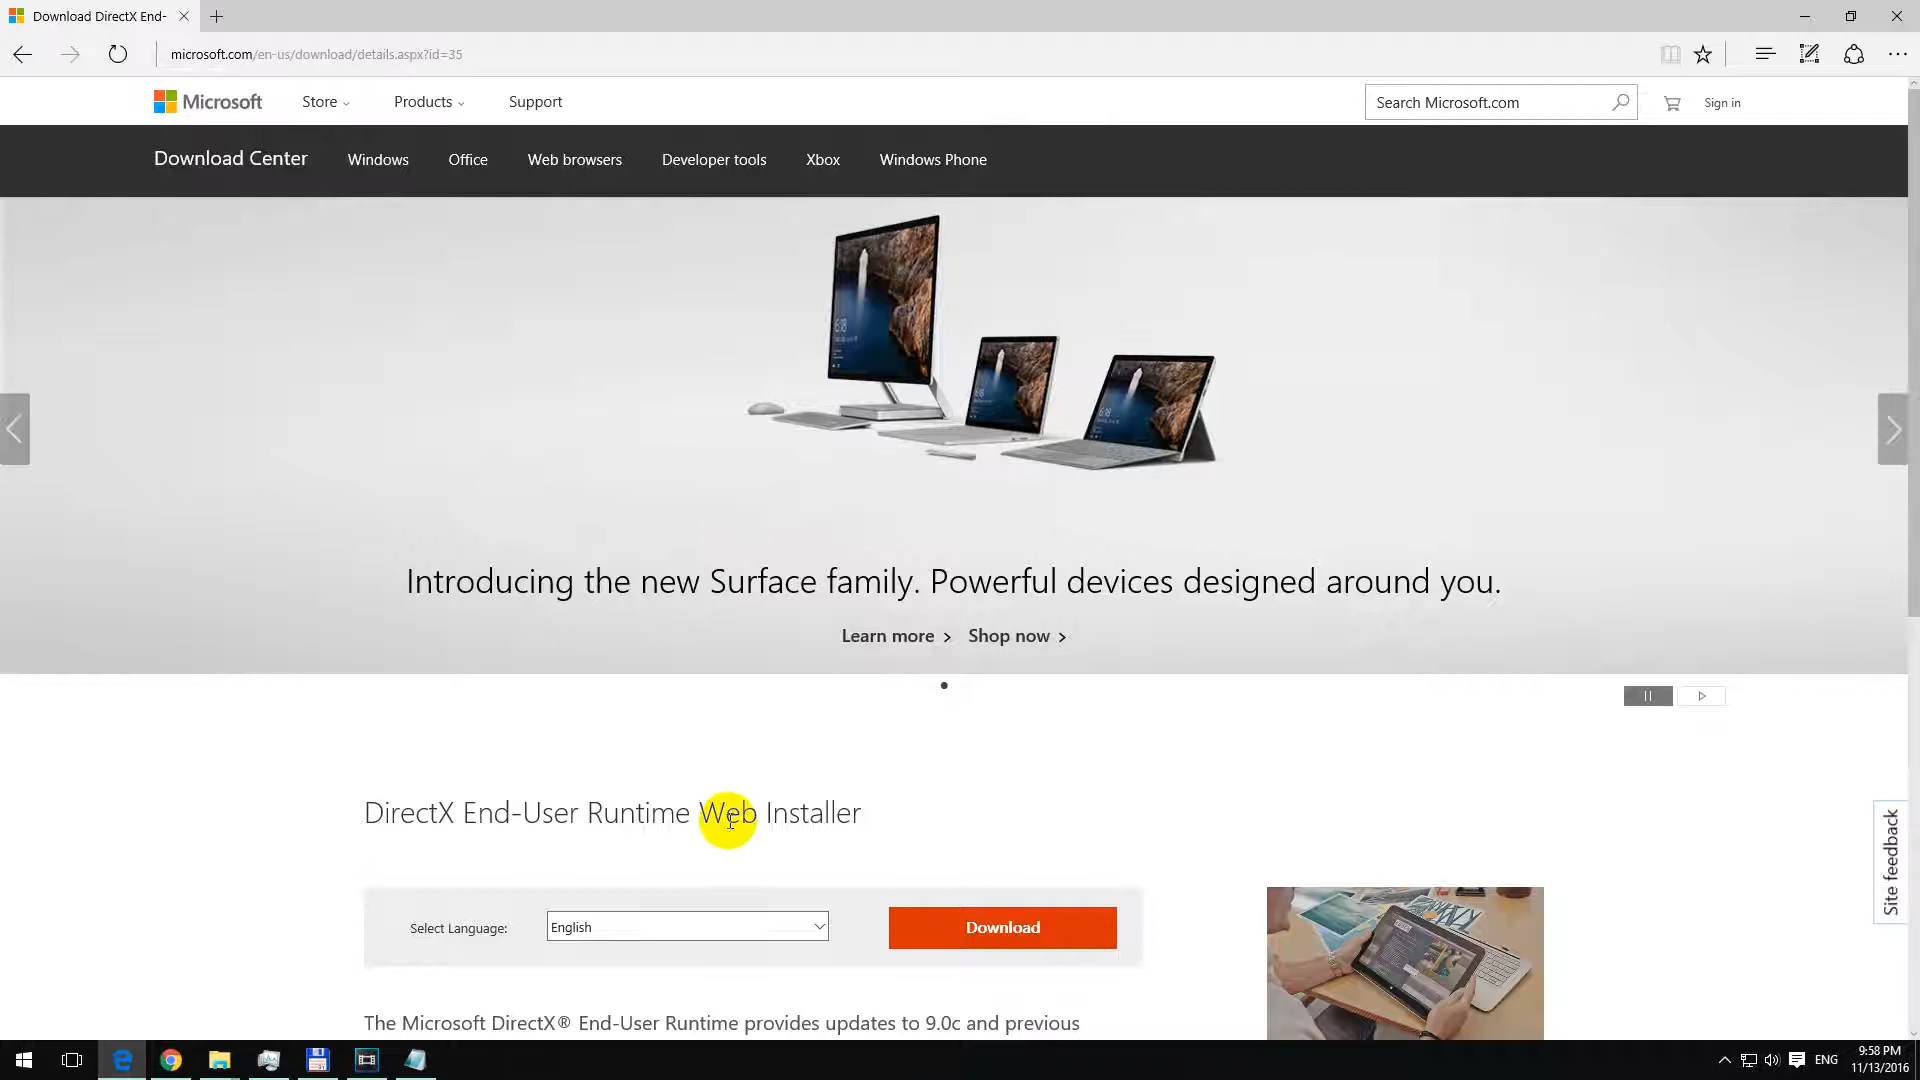 Download DirectX End-
microsoft.com/en-us/download/details.aspx?id=35
Microsoft Store Products Support Search Microsoft.com Sign in
Download Center Windows Office Web browsers Developer tools Xbox Windows Phone
Introducing the new Surface family. Powerful devices designed around you.
Learn more > Shop now >
DirectX End-User Runtime Web Installer
Site feedback
Select Language: English Download
The Microsoft DirectX® End-User Runtime provides updates to 9.0c and previous
ENG 9:58 PM
11/13/2016